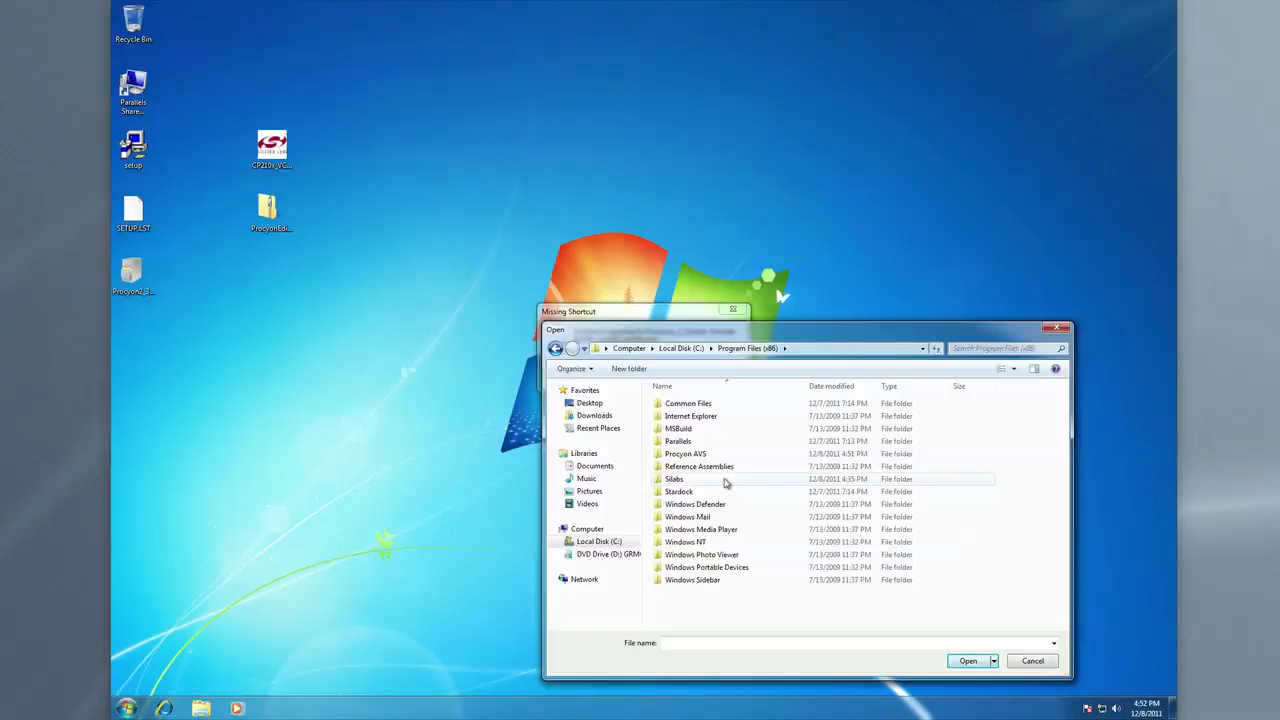 Recycle Bin
Parallels
Share...
setup
SETUP.LST
Procyon2_3...
CP210x_VC...
ProcyonEdi...
Missing Shortcut
Open
Computer
Local Disk (C:)
Program Files (x86)
Search Program Files (x86)
Organize
New folder
Favorites
Desktop
Downloads
Recent Places
Libraries
Documents
Music
Pictures
Videos
Computer
Local Disk (C:)
DVD Drive (D:) GRM
Network
Name Date modified Type Size
Common Files 12/7/2011 7:14 PM File folder
Internet Explorer 7/13/2009 11:37 PM File folder
MSBuild 7/13/2009 11:32 PM File folder
Parallels 12/7/2011 7:13 PM File folder
Procyon AVS 12/8/2011 4:51 PM File folder
Reference Assemblies 7/13/2009 11:32 PM File folder
Silabs 12/8/2011 4:35 PM File folder
Stardock 12/7/2011 7:14 PM File folder
Windows Defender 7/13/2009 11:37 PM File folder
Windows Mail 7/13/2009 11:37 PM File folder
Windows Media Player 7/13/2009 11:37 PM File folder
Windows NT 7/13/2009 11:32 PM File folder
Windows Photo Viewer 7/13/2009 11:37 PM File folder
Windows Portable Devices 7/13/2009 11:32 PM File folder
Windows Sidebar 7/13/2009 11:37 PM File folder
File name:
Open
Cancel
4:52 PM
12/8/2011